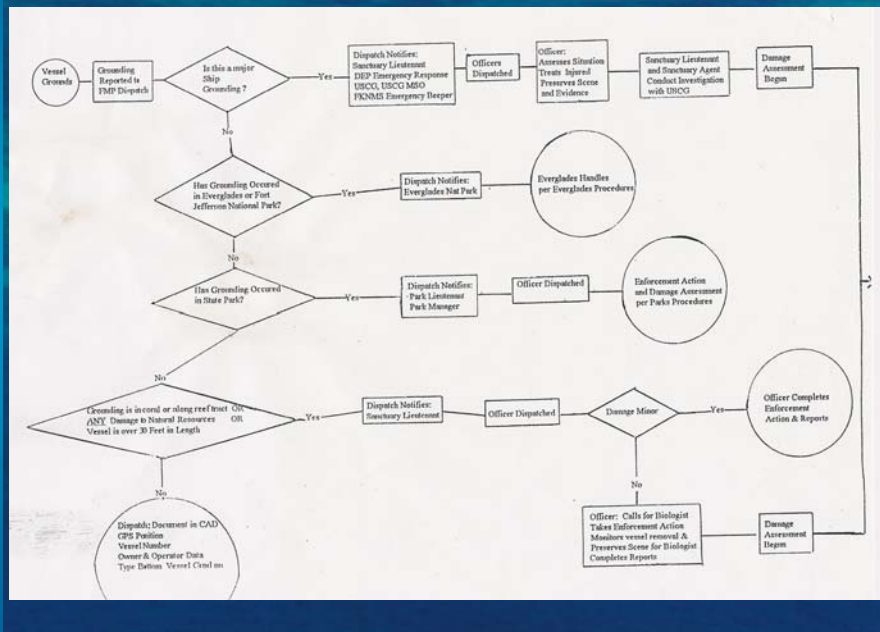 Vessel
Grounds
Grounding
Reported to
FMP Dispatch
Is this a major
Ship
Grounding ?
Yes
Dispatch Notifies:
Sanctuary Lieutenant
DEP Emergency Response
USCG, USCG MSO
FKNMS Emergency Beeper
Officers
Dispatched
Officer:
Assesses Situation
Treats Injured
Preserves Scene
and Evidence
Sanctuary Lieutenant
and Sanctuary Agent
Conduct Investigation
with USCG
Damage
Assessment
Begun
No
Has Grounding Occured
in Everglades or Fort
Jefferson National Park?
Yes
Dispatch Notifies:
Everglades Nat Park
Everglades Handles
per Everglades Procedures
No
Has Grounding Occured
in State Park?
Yes
Dispatch Notifies:
Park Lieutenant
Park Manager
Officer Dispatched
Enforcement Action
and Damage Assessment
per Parks Procedures
No
Grounding is in coral or along reef tract OR
ANY Damage to Natural Resources OR
Vessel is over 30 Feet in Length
Yes
Dispatch Notifies:
Sanctuary Lieutenant
Officer Dispatched
Damage Minor
Yes
Officer Completes
Enforcement
Action & Reports
No
No
Dispatch: Document in CAD
GPS Position
Vessel Number
Owner & Operator Data
Type Bottom Vessel
Officer: Calls for Biologist
Takes Enforcement Action
Monitors vessel removal &
Preserves Scene for Biologist
Completes Reports
Damage
Assessment
Begun